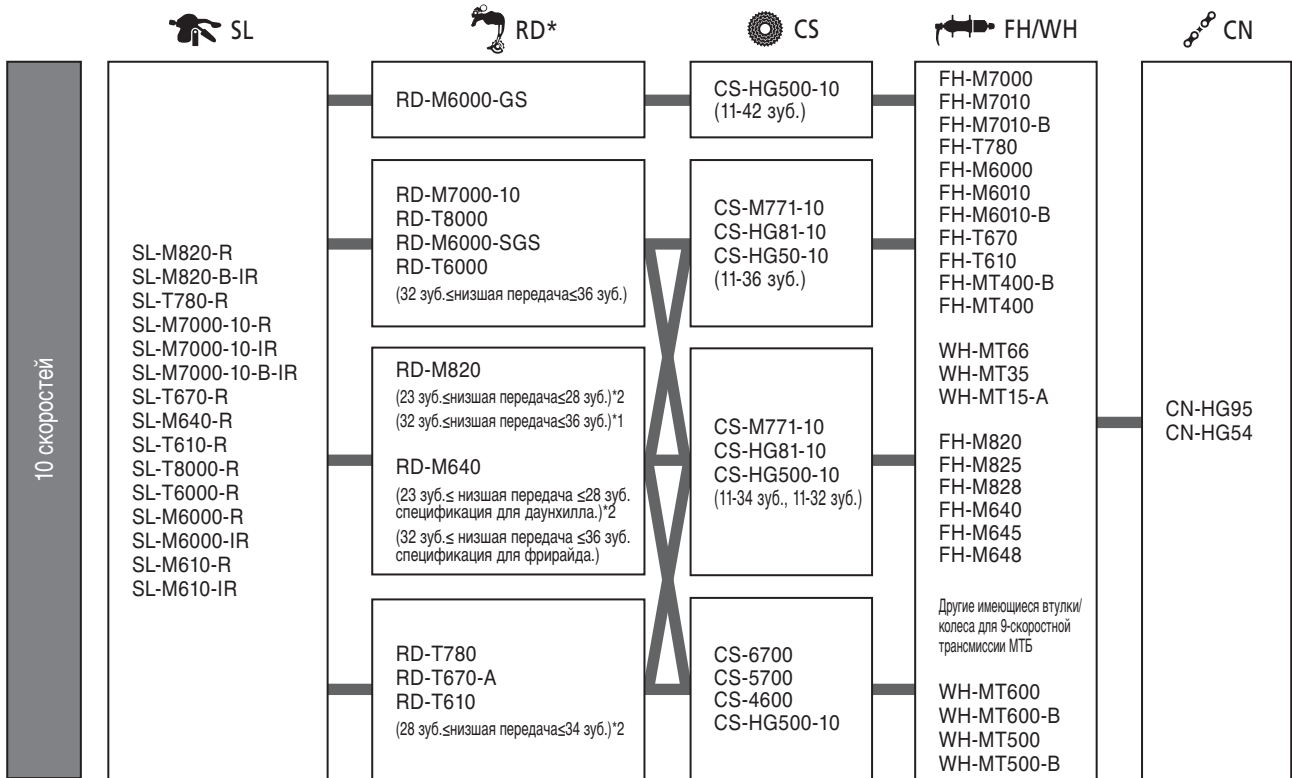 SL
RD*
CS
FH/WH
CN
10 скоростей
SL-M820-R
SL-M820-B-IR
SL-T780-R
SL-M7000-10-R
SL-M7000-10-IR
SL-M7000-10-B-IR
SL-T670-R
SL-M640-R
SL-T610-R
SL-T8000-R
SL-T6000-R
SL-M6000-R
SL-M6000-IR
SL-M610-R
SL-M610-IR
RD-M6000-GS
RD-M7000-10
RD-T8000
RD-M6000-SGS
RD-T6000
(32 зуб.≤низшая передача≤36 зуб.)
RD-M820
(23 зуб.≤низшая передача≤28 зуб.)*2
(32 зуб.≤низшая передача≤36 зуб.)*1
RD-M640
(23 зуб.≤ низшая передача ≤28 зуб.
спецификация для даунхилла.)*2
(32 зуб.≤ низшая передача ≤36 зуб.
спецификация для фрирайда.)
RD-T780
RD-T670-A
RD-T610
(28 зуб.≤низшая передача≤34 зуб.)*2
CS-HG500-10
(11-42 зуб.)
CS-M771-10
CS-HG81-10
CS-HG50-10
(11-36 зуб.)
CS-M771-10
CS-HG81-10
CS-HG500-10
(11-34 зуб., 11-32 зуб.)
CS-6700
CS-5700
CS-4600
CS-HG500-10
FH-M7000
FH-M7010
FH-M7010-B
FH-T780
FH-M6000
FH-M6010
FH-M6010-B
FH-T670
FH-T610
FH-MT400-B
FH-MT400
WH-MT66
WH-MT35
WH-MT15-A
FH-M820
FH-M825
FH-M828
FH-M640
FH-M645
FH-M648
Другие имеющиеся втулки/
колеса для 9-скоростной
трансмиссии МТБ
WH-MT600
WH-MT600-B
WH-MT500
WH-MT500-B
CN-HG95
CN-HG54